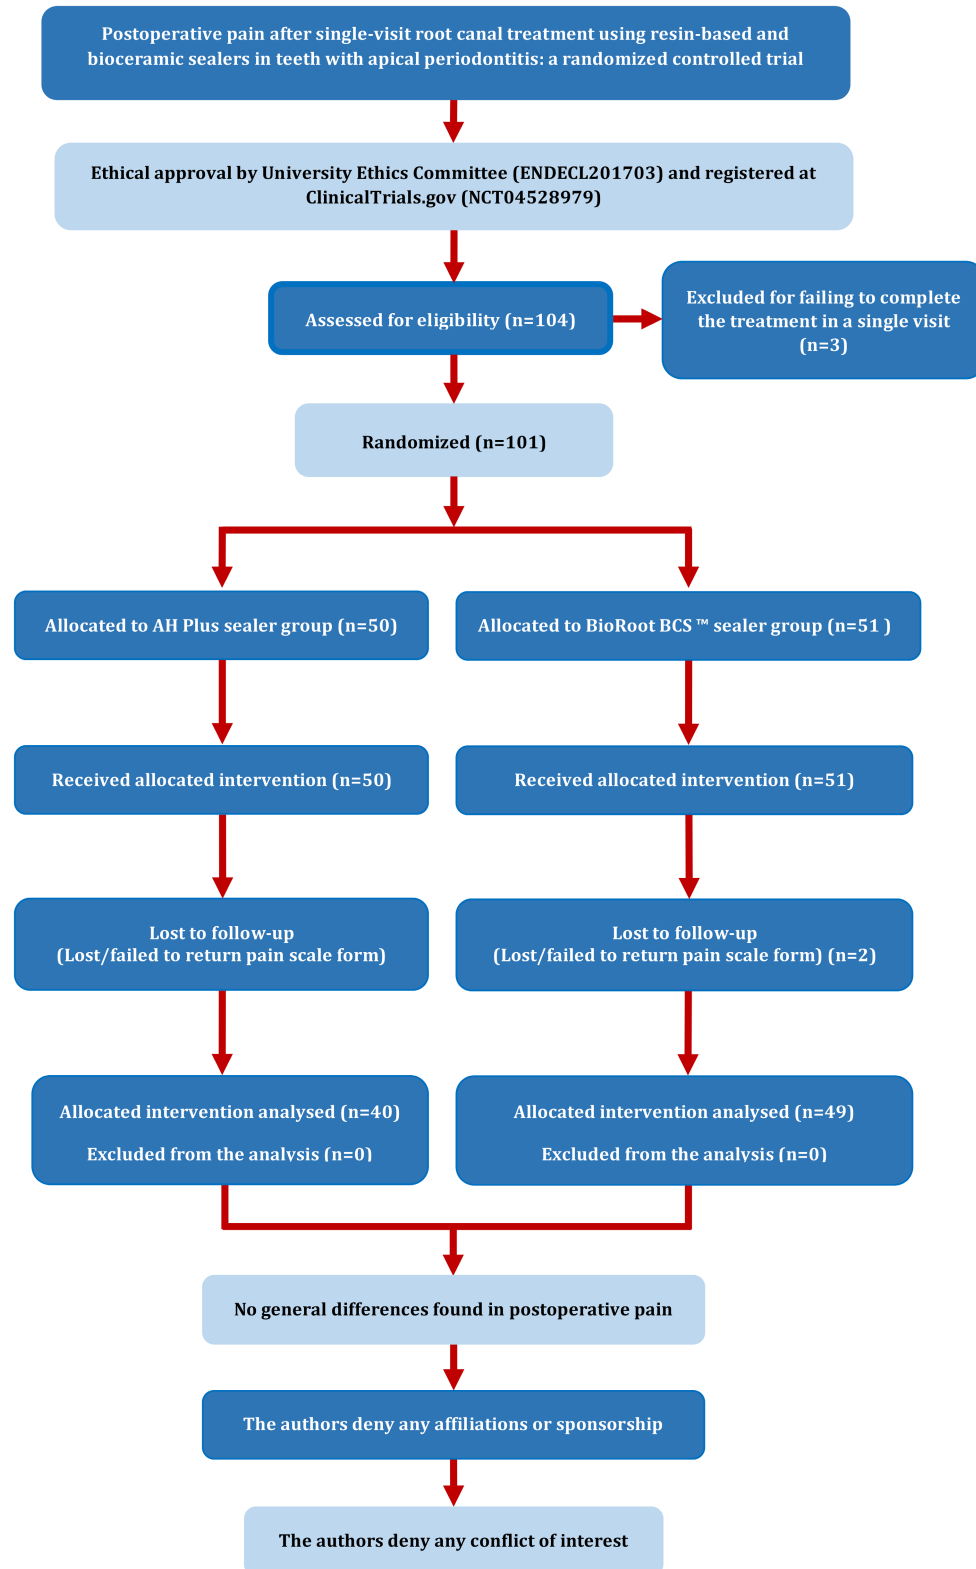 Postoperative pain after single-visit root canal treatment using resin-based and
bioceramic sealers in teeth with apical periodontitis: a randomized controlled trial
Ethical approval by University Ethics Committee (ENDECL201703) and registered at
ClinicalTrials.gov (NCT04528979)
Assessed for eligibility (n=104)
Excluded for failing to complete
the treatment in a single visit
(n=3)
Randomized (n=101)
Allocated to AH Plus sealer group (n=50)
Allocated to BioRoot BCS ™ sealer group (n=51 )
Received allocated intervention (n=50)
Received allocated intervention (n=51)
Lost to follow-up
(Lost/failed to return pain scale form)
Lost to follow-up
(Lost/failed to return pain scale form) (n=2)
Allocated intervention analysed (n=40)
Excluded from the analysis (n=0)
Allocated intervention analysed (n=49)
Excluded from the analysis (n=0)
No general differences found in postoperative pain
The authors deny any affiliations or sponsorship
The authors deny any conflict of interest